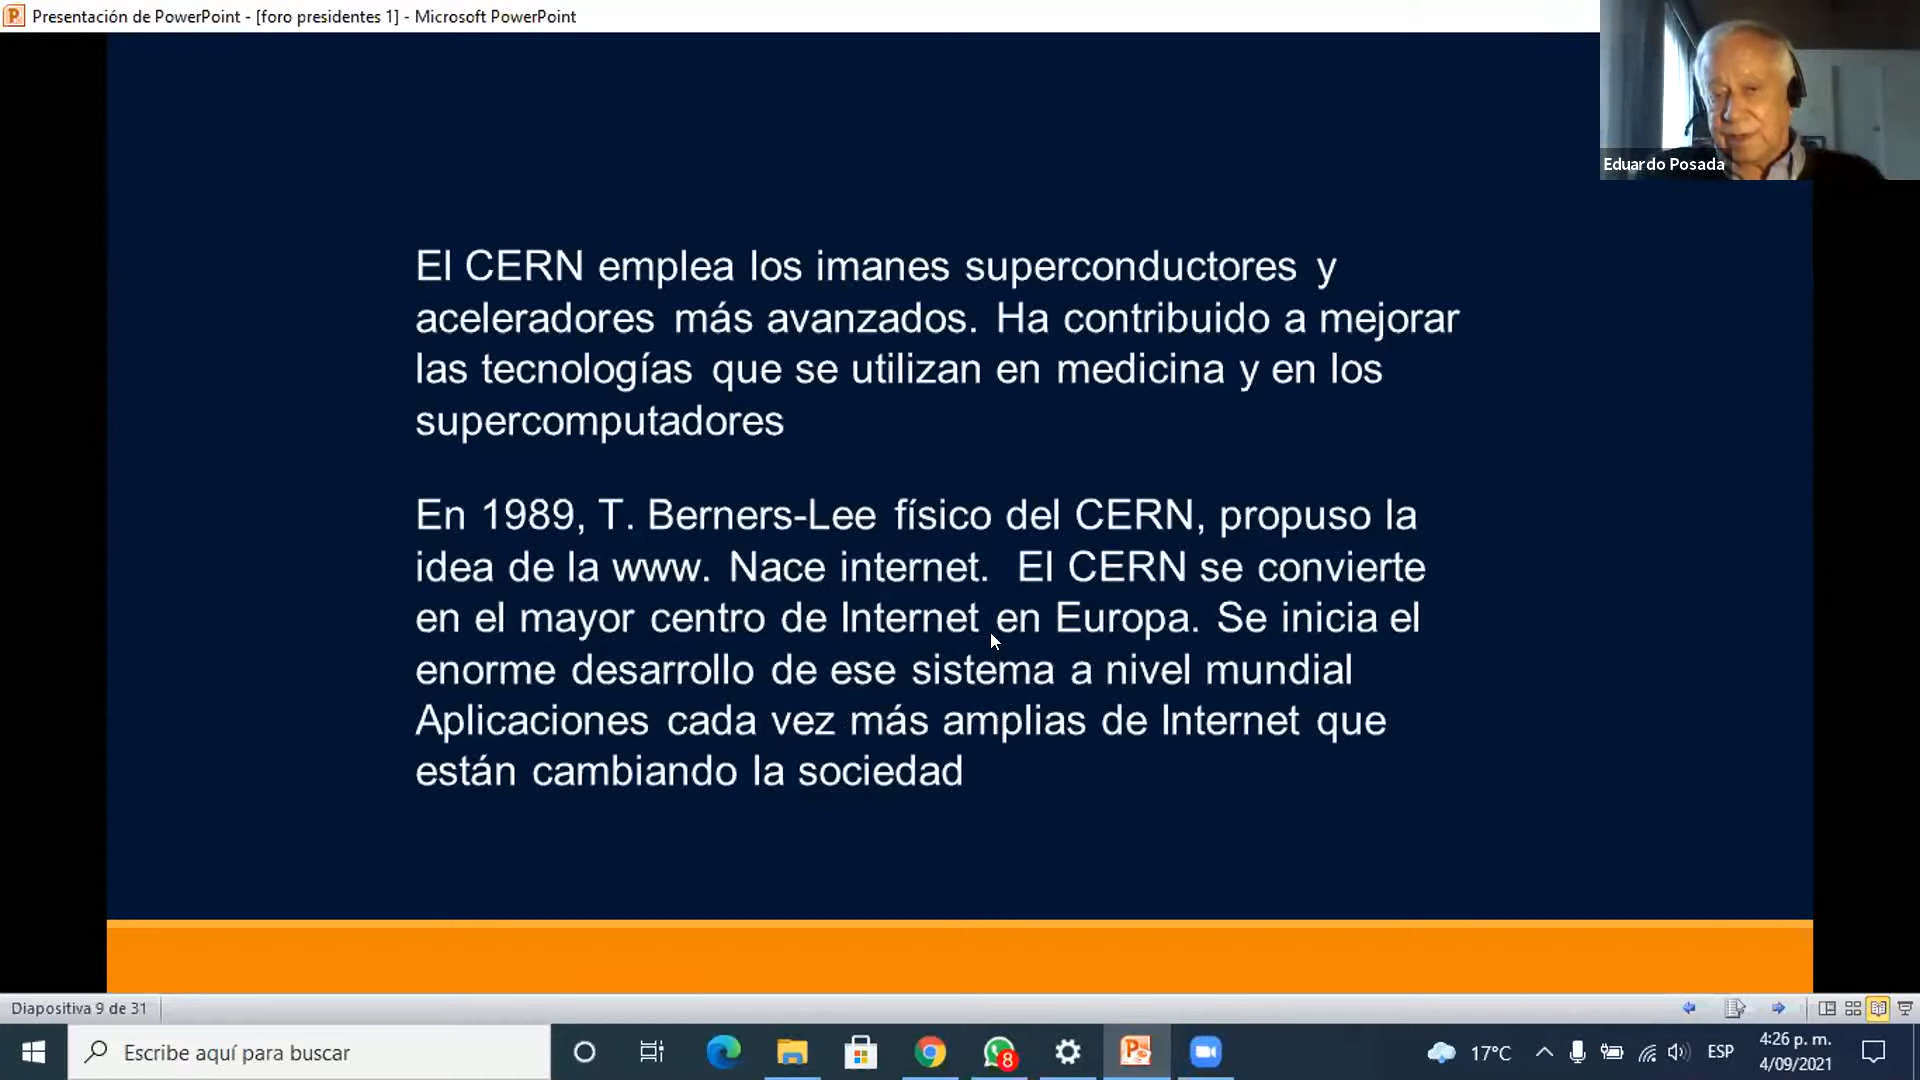 Presentación de PowerPoint - [foro presidentes 1] - Microsoft PowerPoint
Eduardo Posada
El CERN emplea los imanes superconductores y
aceleradores más avanzados. Ha contribuido a mejorar
las tecnologías que se utilizan en medicina y en los
supercomputadores
En 1989, T. Berners-Lee físico del CERN, propuso la
idea de la www. Nace internet. El CERN se convierte
en el mayor centro de Internet en Europa. Se inicia el
enorme desarrollo de ese sistema a nivel mundial
Aplicaciones cada vez más amplias de Internet que
están cambiando la sociedad
Diapositiva 9 de 31
Escribe aquí para buscar
8
17°C
ESP
4:26 p. m.
4/09/2021